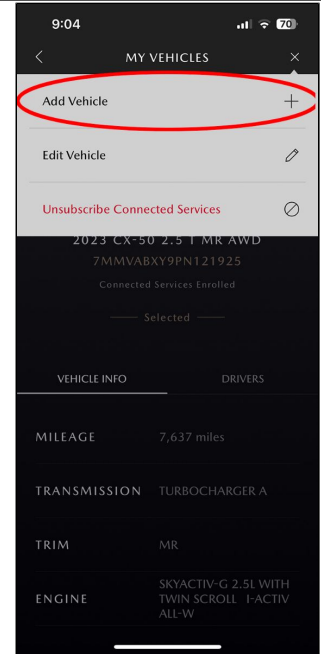 9:04
70
MY VEHICLES
Add Vehicle
Edit Vehicle
Unsubscribe Connected Services
2023 CX-50 2.5 T MR AWD
7MMVABXY9PN121925
Connected Services Enrolled
Selected
VEHICLE INFO DRIVERS
MILEAGE 7,637 miles
TRANSMISSION TURBOCHARGER A
TRIM MR
ENGINE SKYACTIV-G 2.5L WITH
TWIN SCROLL I-ACTIV
ALL-W